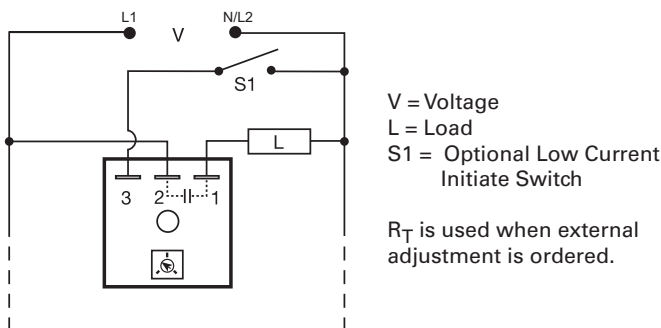 L1
V
N/L2
S1
L
3
2
1
V = Voltage
L = Load
S1 = Optional Low Current
Initiate Switch
RT is used when external
adjustment is ordered.